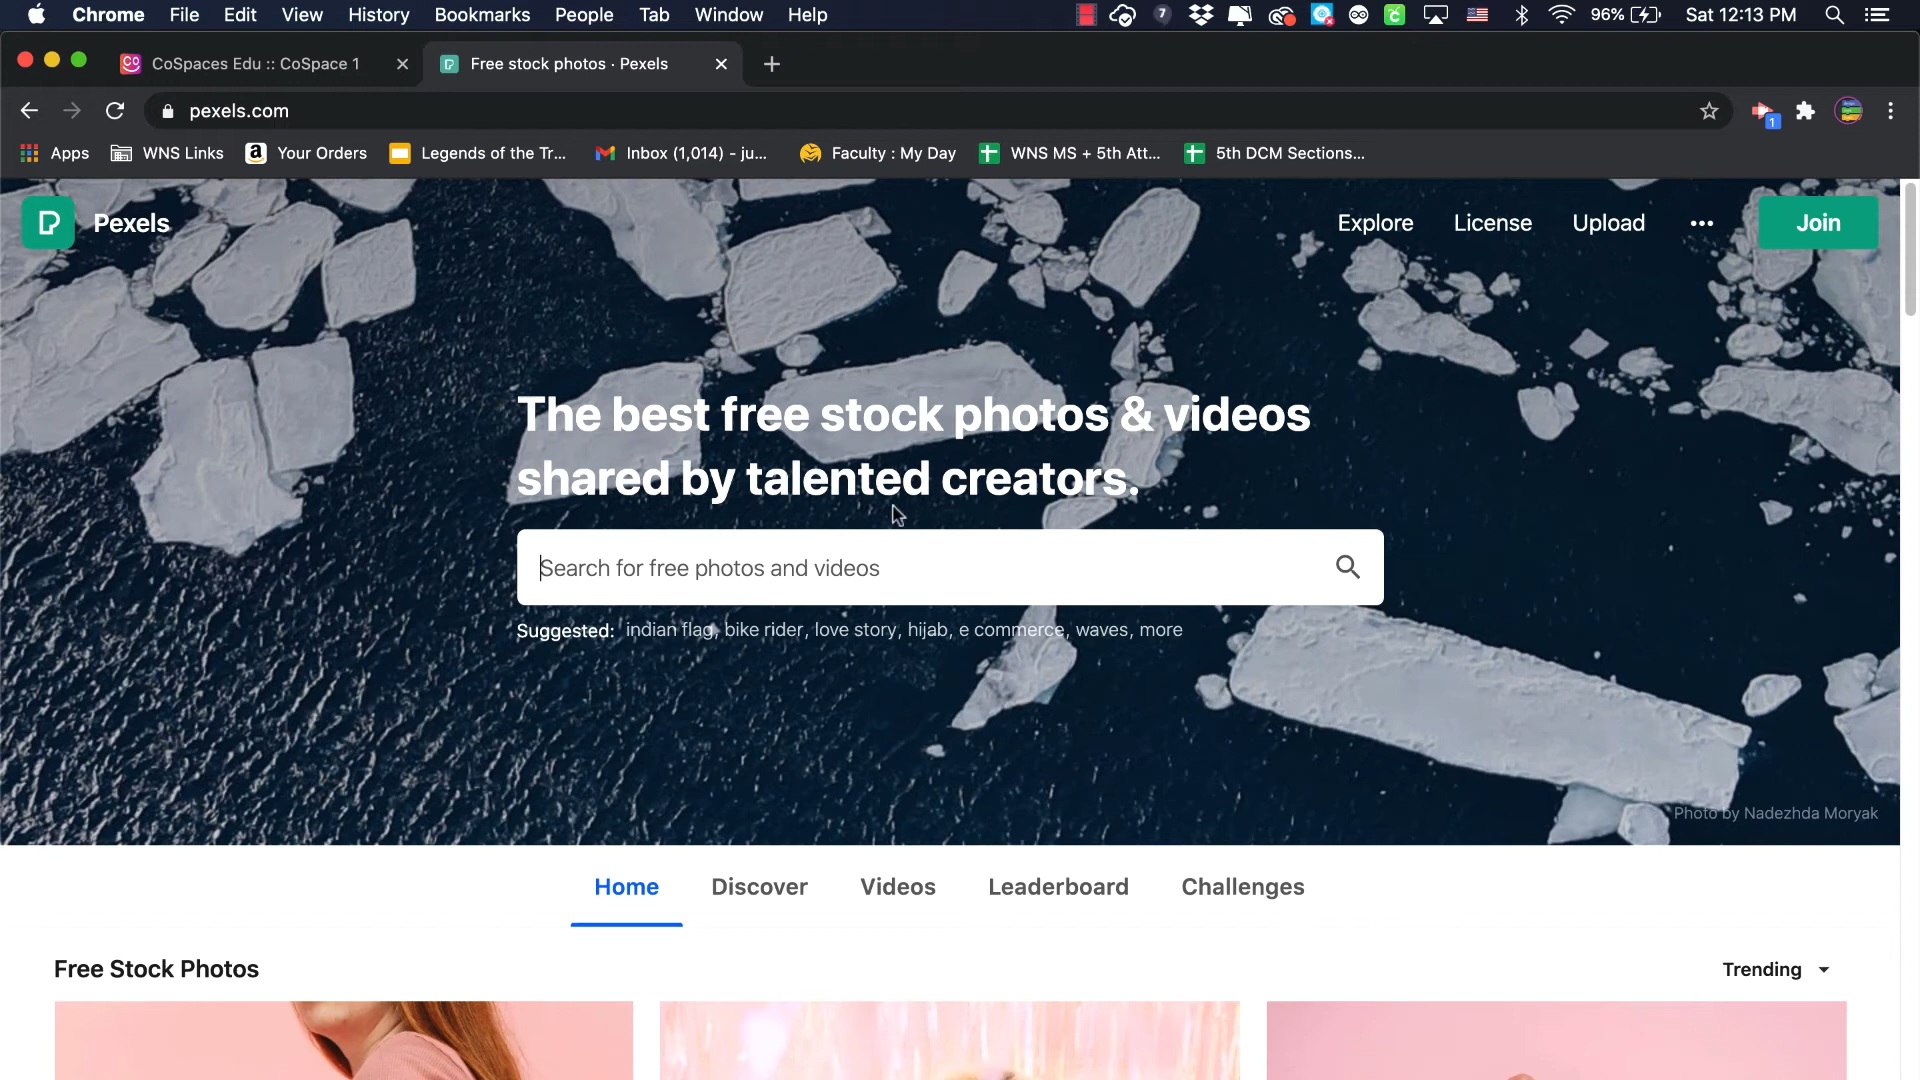 Chrome File Edit View History Bookmarks People Tab Window Help 7 96% Sat 12:13 PM
CO CoSpaces Edu :: CoSpace 1 Free stock photos · Pexels
pexels.com 1
Apps WNS Links a Your Orders Legends of the Tr... Inbox (1,014) - ju... Faculty : My Day WNS MS + 5th Att... 5th DCM Sections...
Pexels Explore License Upload ••• Join
The best free stock photos & videos
shared by talented creators.
Search for free photos and videos
Suggested: indian flag, bike rider, love story, hijab, e commerce, waves, more
Photo by Nadezhda Moryak
Home Discover Videos Leaderboard Challenges
Free Stock Photos Trending